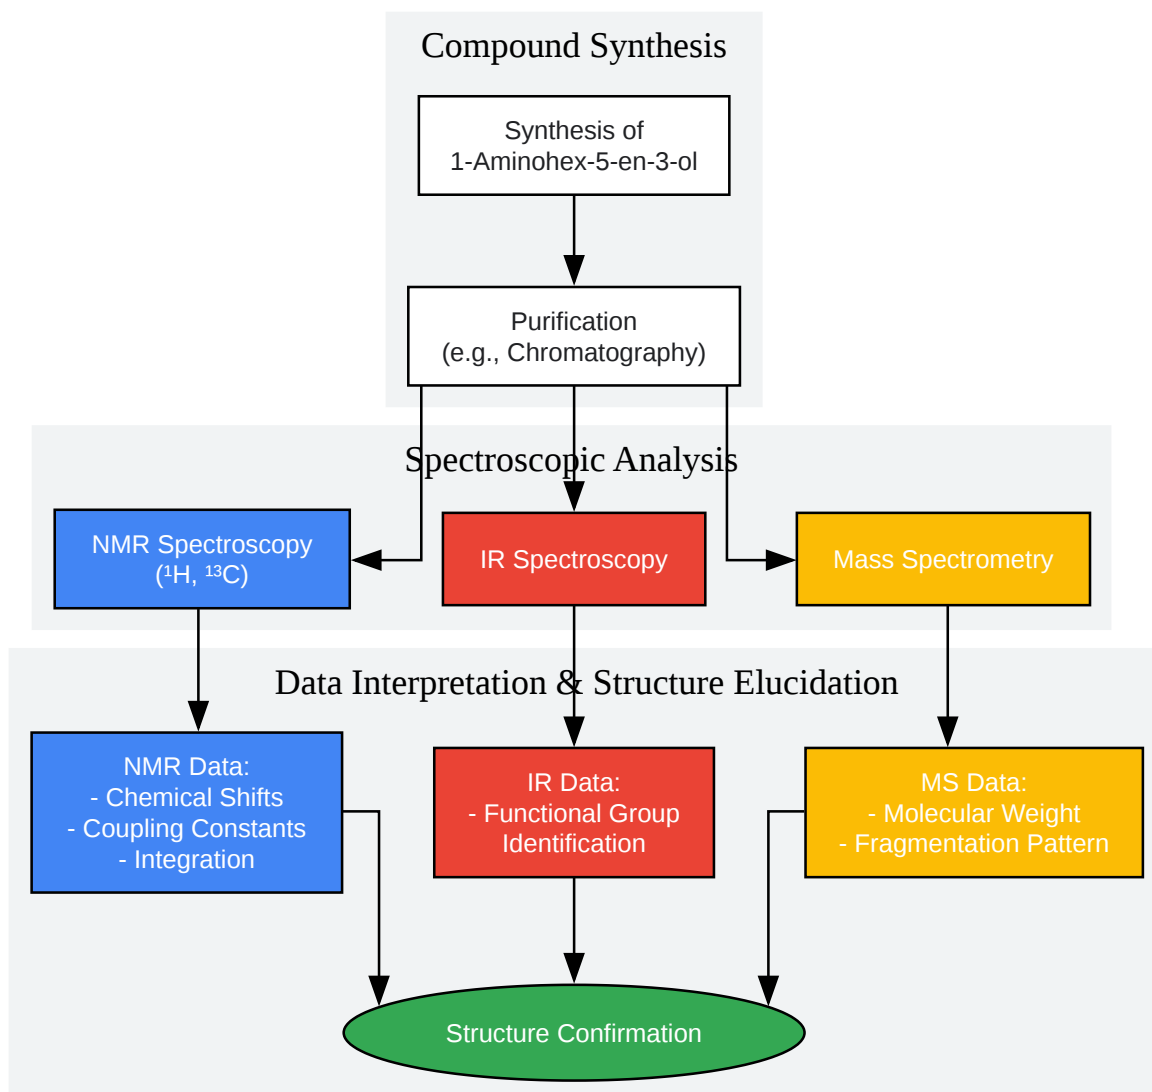 Compound Synthesis
Synthesis of
1-Aminohex-5-en-3-ol
Purification
(e.g., Chromatography)
Spectroscopic Analysis
NMR Spectroscopy
(¹H, ¹³C)
IR Spectroscopy
Mass Spectrometry
Data Interpretation & Structure Elucidation
NMR Data:
- Chemical Shifts
- Coupling Constants
- Integration
IR Data:
- Functional Group
Identification
MS Data:
- Molecular Weight
- Fragmentation Pattern
Structure Confirmation